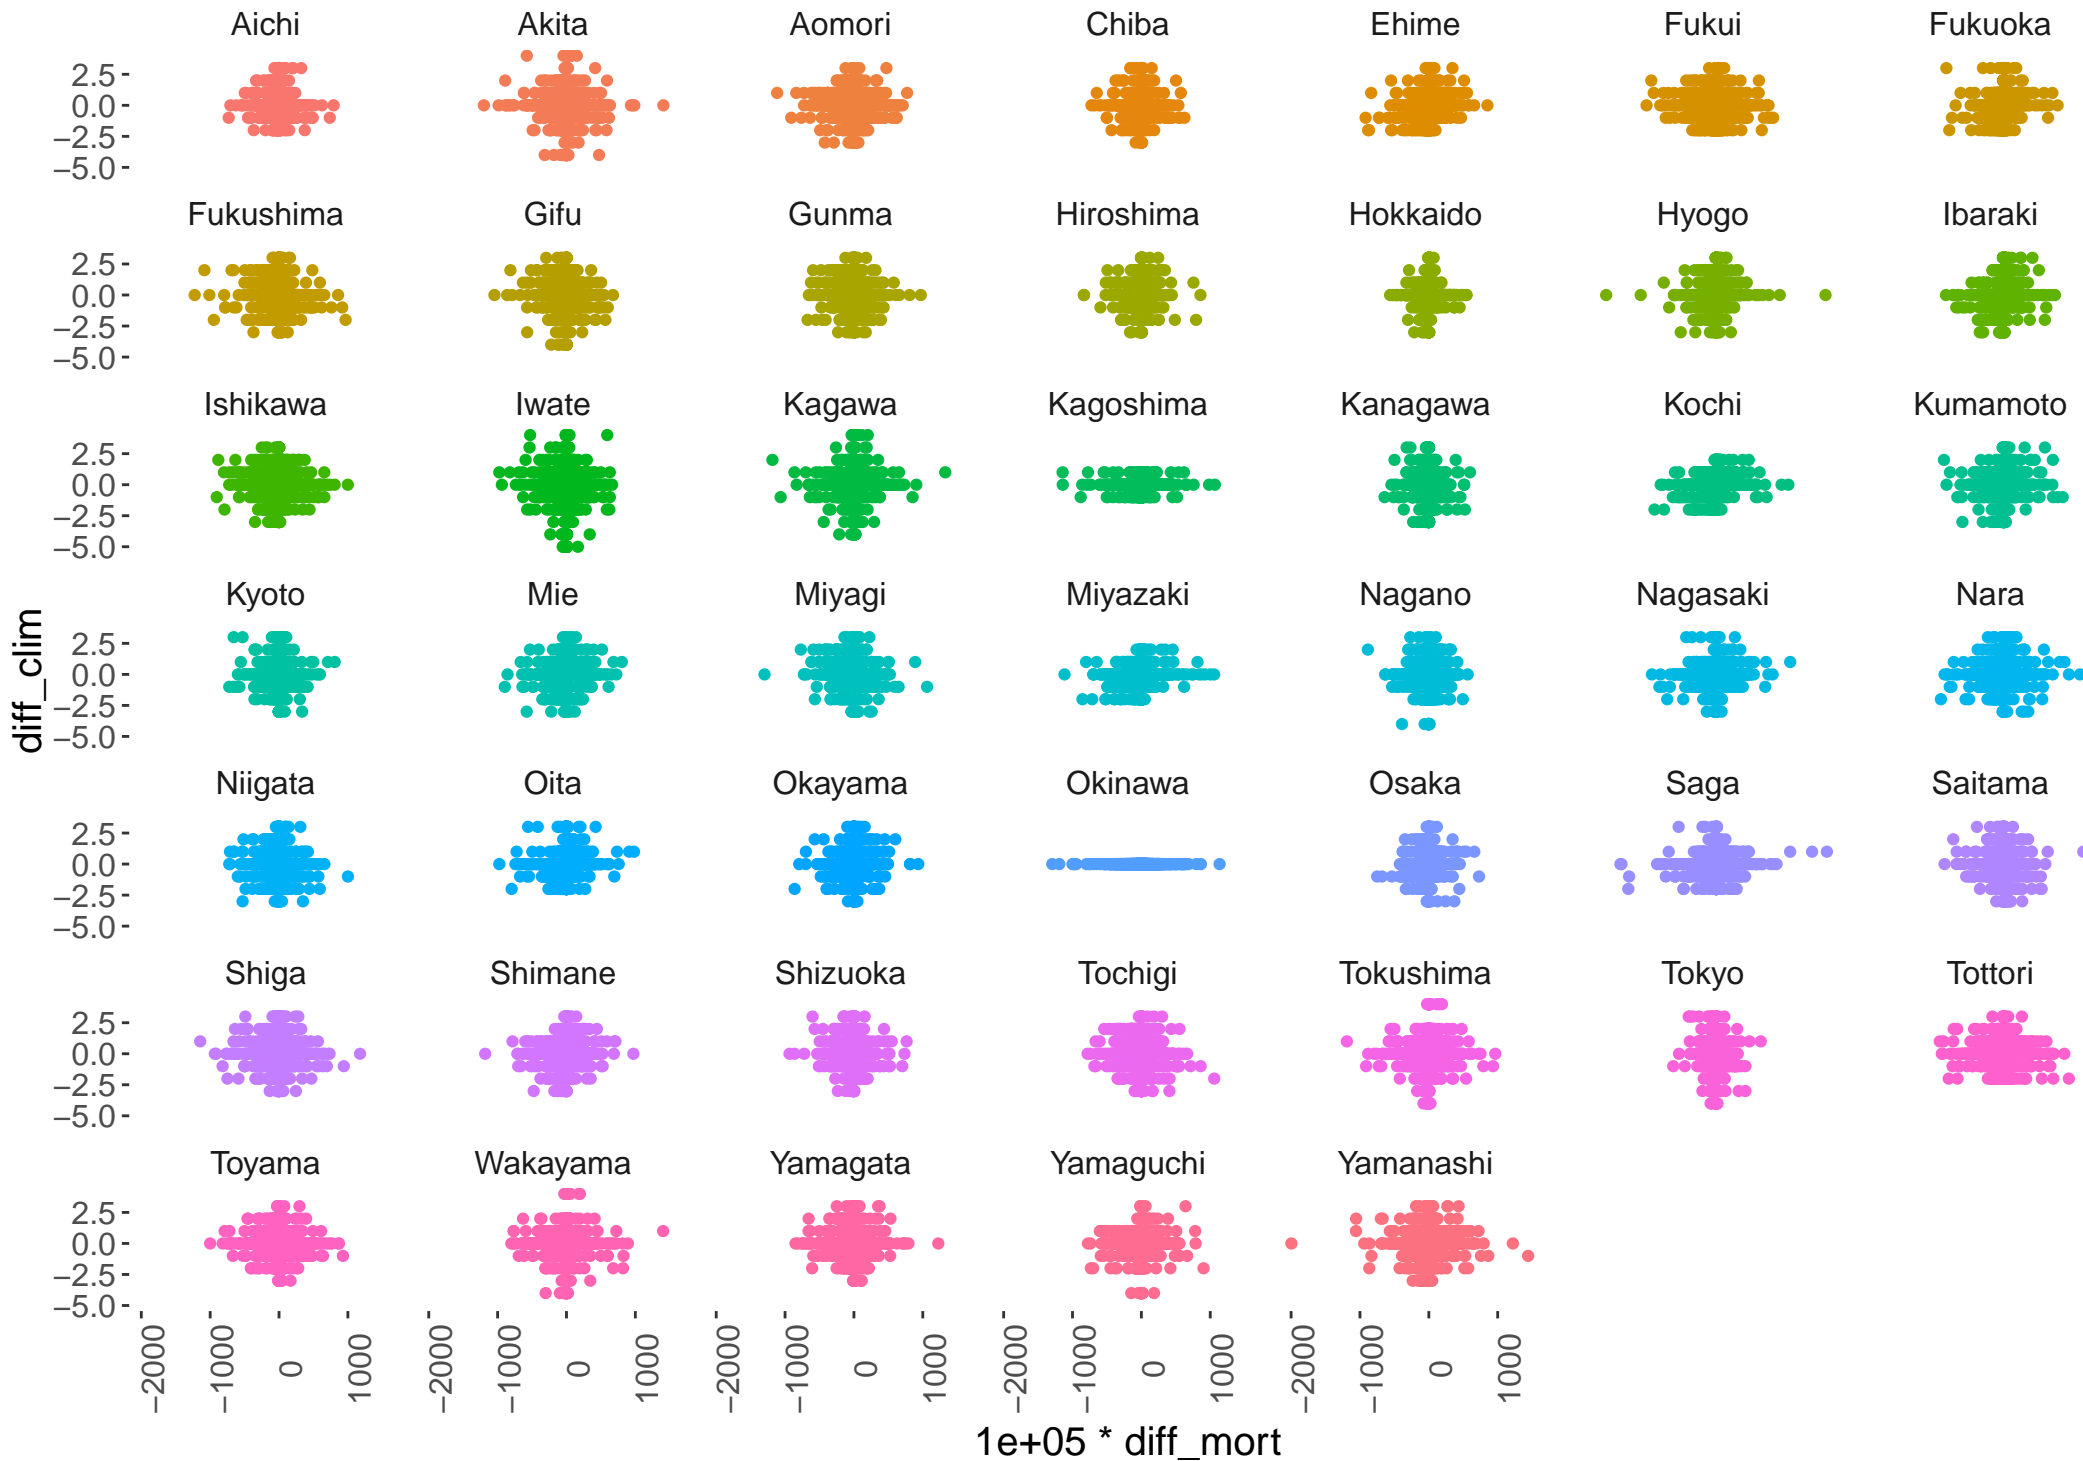 Aichi Akita Aomori Chiba Ehime Fukui Fukuoka
2.5
0.0
−2.5
−5.0
Fukushima Gifu Gunma Hiroshima Hokkaido Hyogo Ibaraki
2.5
0.0
−2.5
−5.0
Ishikawa Iwate Kagawa Kagoshima Kanagawa Kochi Kumamoto
2.5
0.0
−2.5
−5.0
Kyoto Mie Miyagi Miyazaki Nagano Nagasaki Nara
2.5
0.0
−2.5
−5.0
diff_clim
Niigata Oita Okayama Okinawa Osaka Saga Saitama
2.5
0.0
−2.5
−5.0
Shiga Shimane Shizuoka Tochigi Tokushima Tokyo Tottori
2.5
0.0
−2.5
−5.0
Toyama Wakayama Yamagata Yamaguchi Yamanashi
2.5
0.0
−2.5
−5.0
−2000 −1000 0 1000 −2000 −1000 0 1000 −2000 −1000 0 1000 −2000 −1000 0 1000 −2000 −1000 0 1000
1e+05 * diff_mort